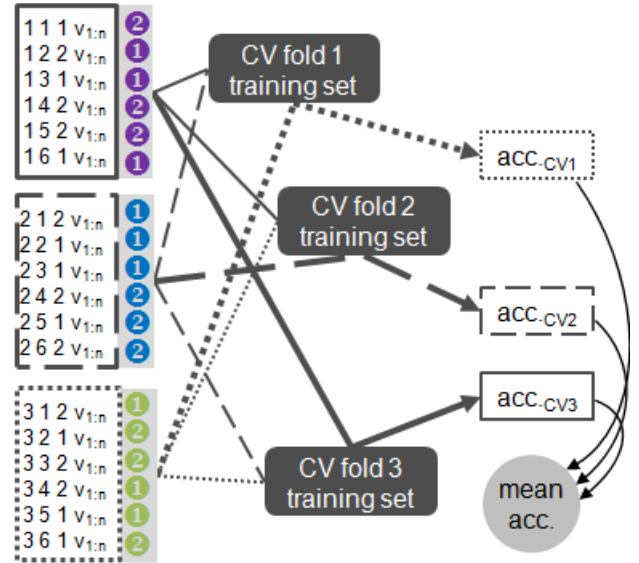 1 1 1 v1:n 2
1 2 2 v1:n 1
1 3 1 v1:n 1
1 4 2 v1:n 2
1 5 2 v1:n 2
1 6 1 v1:n 1
2 1 2 v1:n 1
2 2 1 v1:n 1
2 3 1 v1:n 1
2 4 2 v1:n 2
2 5 1 v1:n 2
2 6 2 v1:n 2
3 1 2 v1:n 1
3 2 1 v1:n 2
3 3 2 v1:n 2
3 4 2 v1:n 1
3 5 1 v1:n 1
3 6 1 v1:n 2
CV fold 1
training set
CV fold 2
training set
CV fold 3
training set
acc.CV1
acc.CV2
acc.CV3
mean
acc.